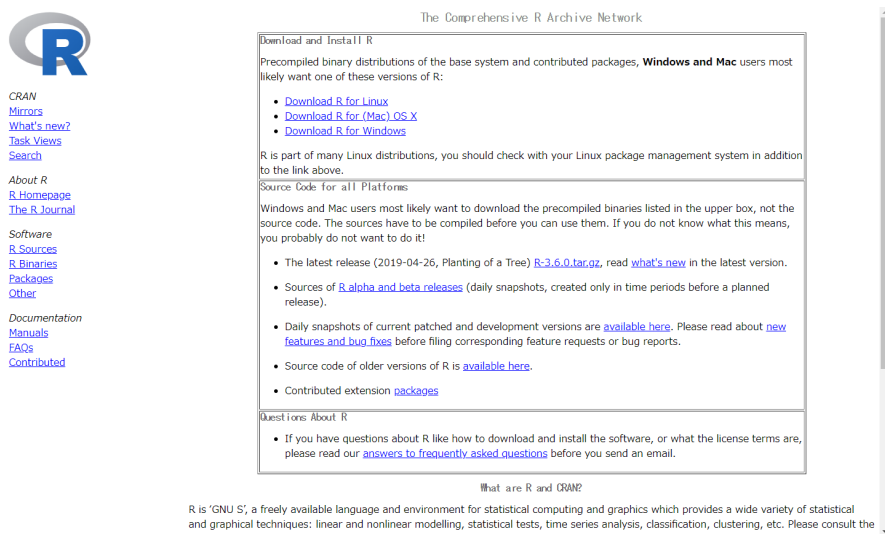 The Comprehensive R Archive Network
R
CRAN
Mirrors
What's new?
Task Views
Search
About R
R Homepage
The R Journal
Software
R Sources
R Binaries
Packages
Other
Documentation
Manuals
FAQs
Contributed
Download and Install R
Precompiled binary distributions of the base system and contributed packages, Windows and Mac users most
likely want one of these versions of R:
• Download R for Linux
• Download R for (Mac) OS X
• Download R for Windows
R is part of many Linux distributions, you should check with your Linux package management system in addition
to the link above.
Source Code for all Platforms
Windows and Mac users most likely want to download the precompiled binaries listed in the upper box, not the
source code. The sources have to be compiled before you can use them. If you do not know what this means,
you probably do not want to do it!
• The latest release (2019-04-26, Planting of a Tree) R-3.6.0.tar.gz, read what's new in the latest version.
• Sources of R alpha and beta releases (daily snapshots, created only in time periods before a planned
release).
• Daily snapshots of current patched and development versions are available here. Please read about new
features and bug fixes before filing corresponding feature requests or bug reports.
• Source code of older versions of R is available here.
• Contributed extension packages
Questions About R
• If you have questions about R like how to download and install the software, or what the license terms are,
please read our answers to frequently asked questions before you send an email.
What are R and CRAN?
R is ‘GNU S’, a freely available language and environment for statistical computing and graphics which provides a wide variety of statistical
and graphical techniques: linear and nonlinear modelling, statistical tests, time series analysis, classification, clustering, etc. Please consult the